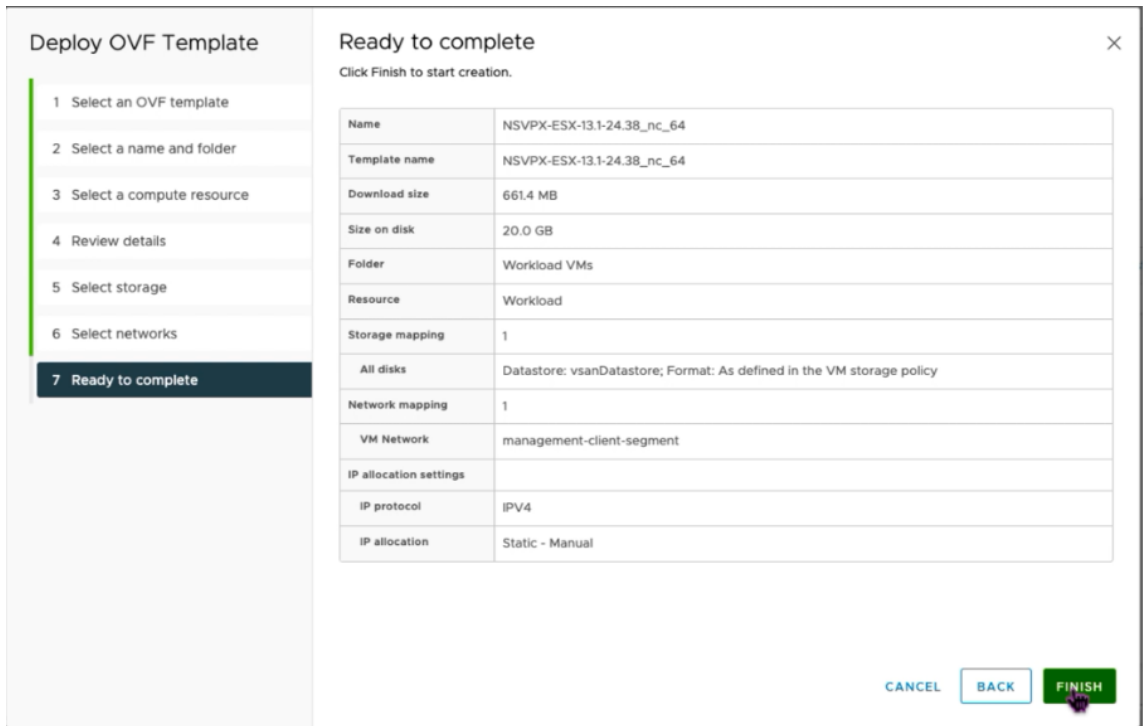 Deploy OVF Template
1 Select an OVF template
2 Select a name and folder
3 Select a compute resource
4 Review details
5 Select storage
6 Select networks
7 Ready to complete
Ready to complete
Click Finish to start creation.
Name NSVPX-ESX-13.1-24.38_nc_64
Template name NSVPX-ESX-13.1-24.38_nc_64
Download size 661.4 MB
Size on disk 20.0 GB
Folder Workload VMs
Resource Workload
Storage mapping 1
All disks Datastore: vsanDatastore; Format: As defined in the VM storage policy
Network mapping 1
VM Network management-client-segment
IP allocation settings
IP protocol IPV4
IP allocation Static - Manual
CANCEL BACK FINISH